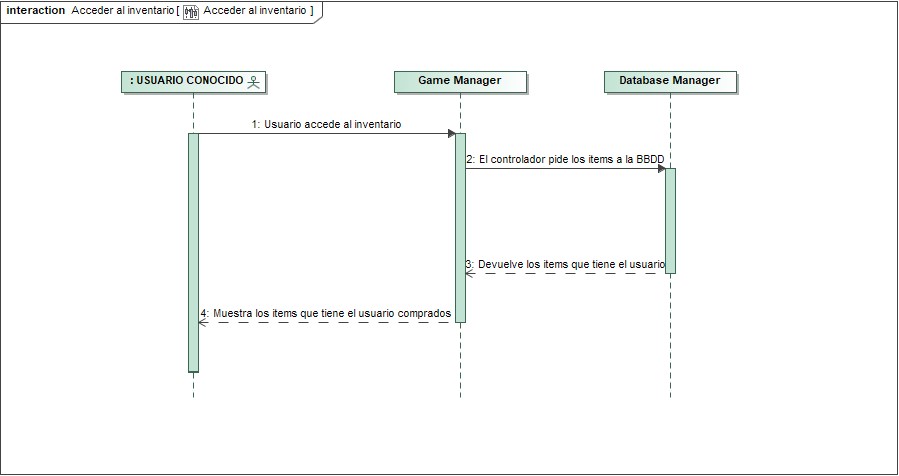 interaction Acceder al inventario [ Acceder al inventario ]
: USUARIO CONOCIDO
Game Manager
Database Manager
1: Usuario accede al inventario
2: El controlador pide los items a la BBDD
3: Devuelve los items que tiene el usuario
4: Muestra los items que tiene el usuario comprados